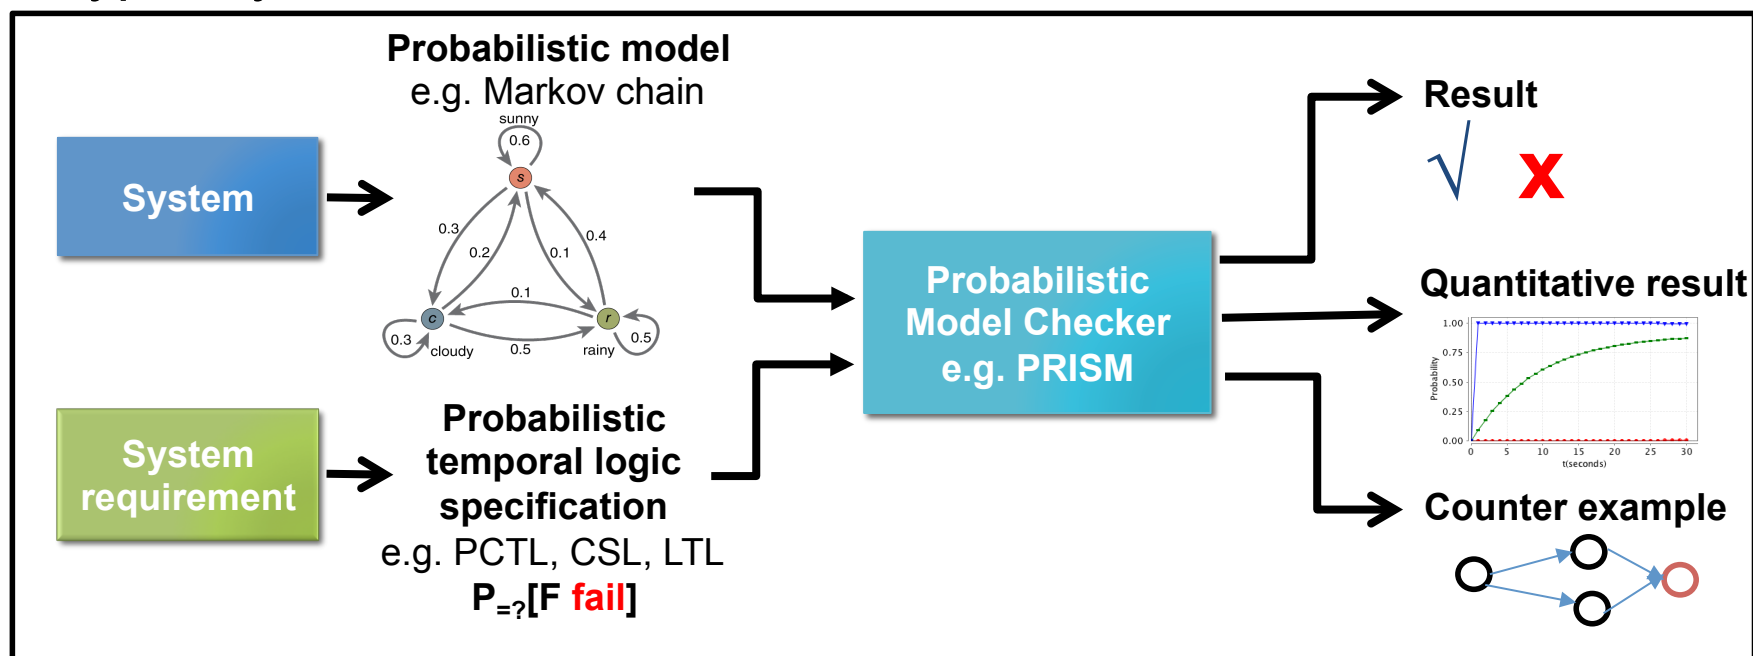 Probabilistic model
e.g. Markov chain
sunny
0.6
s
0.3
0.2
0.1
0.4
0.1
c
r
0.3
cloudy
0.5
rainy
0.5
System
System
requirement
Probabilistic
temporal logic
specification
e.g. PCTL, CSL, LTL
P=?[F fail]
Probabilistic
Model Checker
e.g. PRISM
Result
√ X
Quantitative result
1.00
0.75
0.50
0.25
0.00
Probability
0 5 10 15 20 25 30
t(seconds)
Counter example